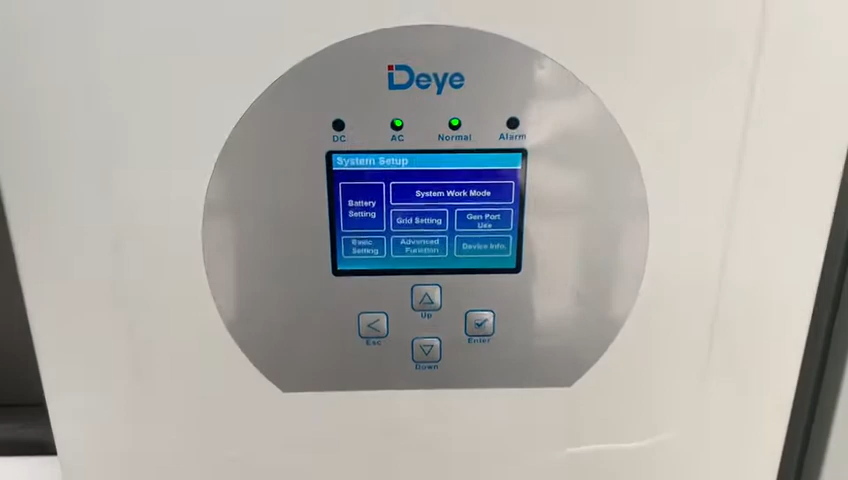 Deye
DC AC Normal Alarm
System Setup
Battery
Setting
System Work Mode
Grid Setting
Gen Port
Use
Basic
Setting
Advanced
Function
Device Info.
Up
Esc
Enter
Down